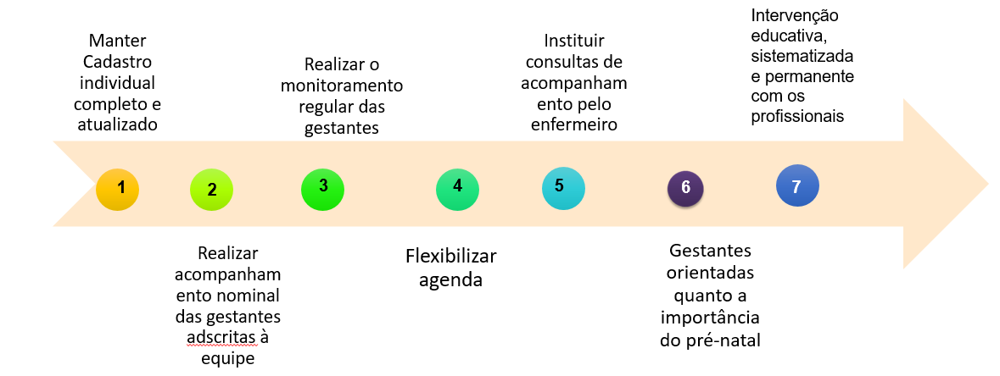 Manter
Cadastro
individual
completo e
atualizado
Realizar o
monitoramento
regular das
gestantes
Instituir
consultas de
acompanham
ento pelo
enfermeiro
Intervenção
educativa,
sistematizada
e permanente
com os
profissionais
1
2
3
4
5
6
7
Realizar
acompanham
ento nominal
das gestantes
adscritas à
equipe
Flexibilizar
agenda
Gestantes
orientadas
quanto a
importância
do pré-natal